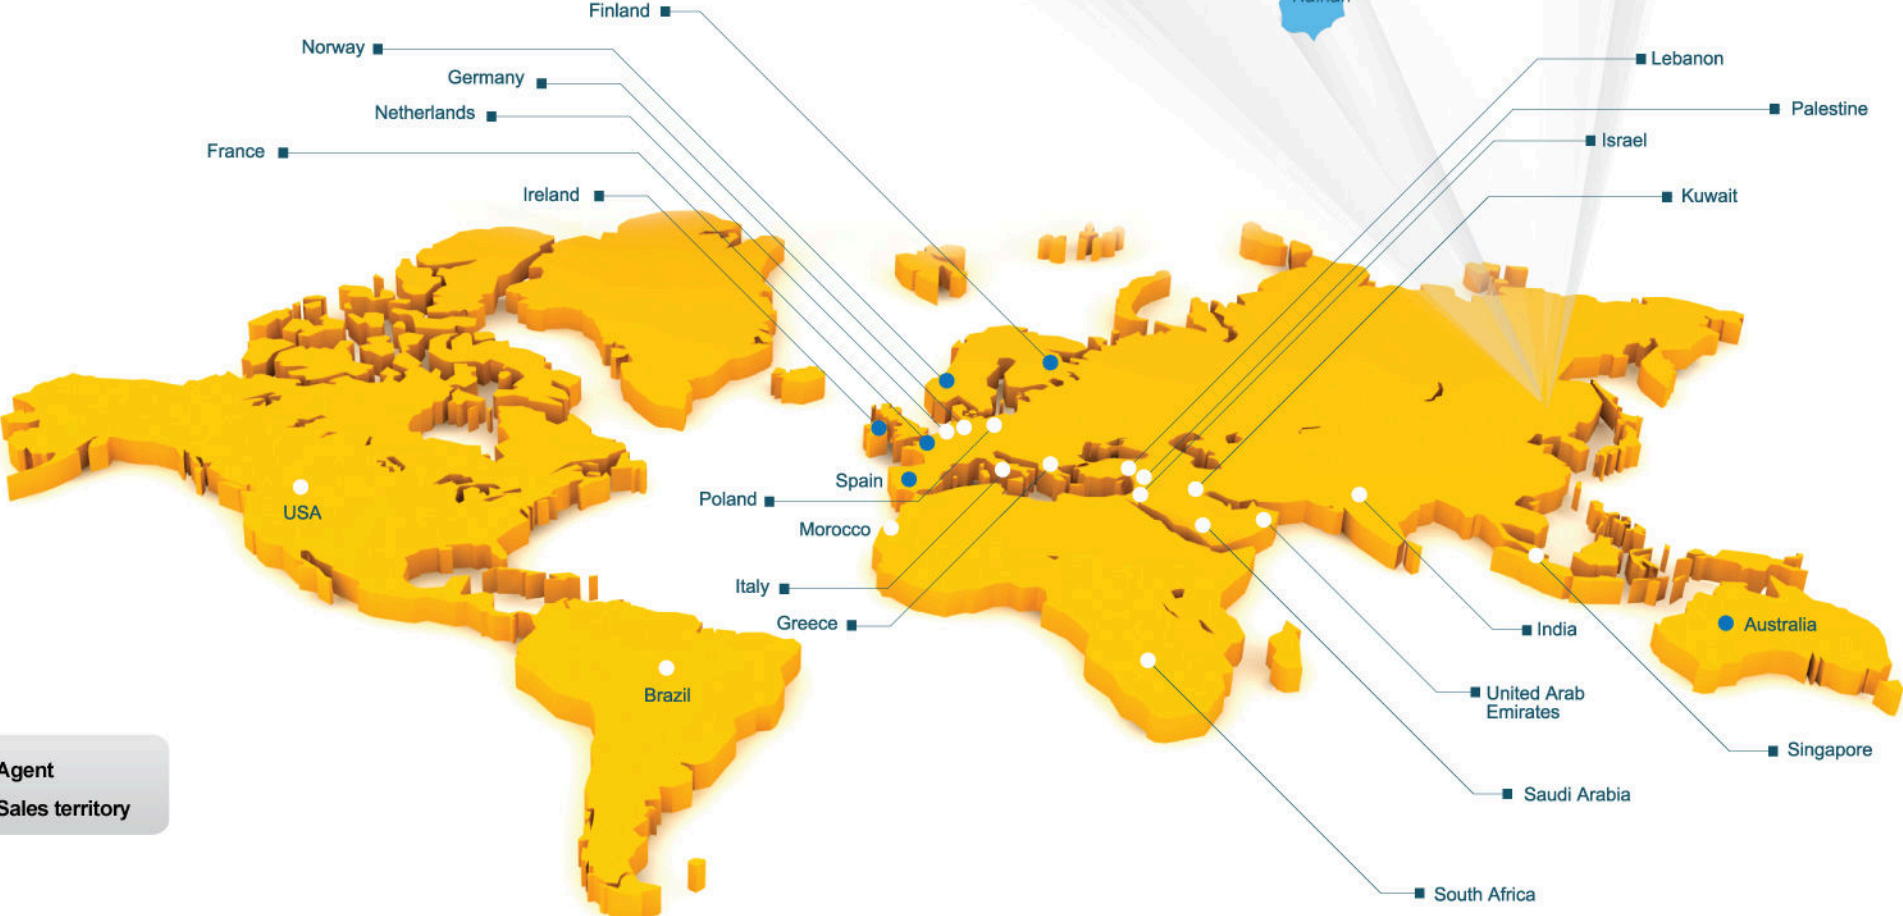 Finland
Norway
Germany
Netherlands
France
Ireland
Lebanon
Palestine
Israel
Kuwait
Spain
Poland
Morocco
USA
Italy
Greece
Brazil
India
Australia
United Arab
Emirates
Singapore
Saudi Arabia
South Africa
Agent
Sales territory